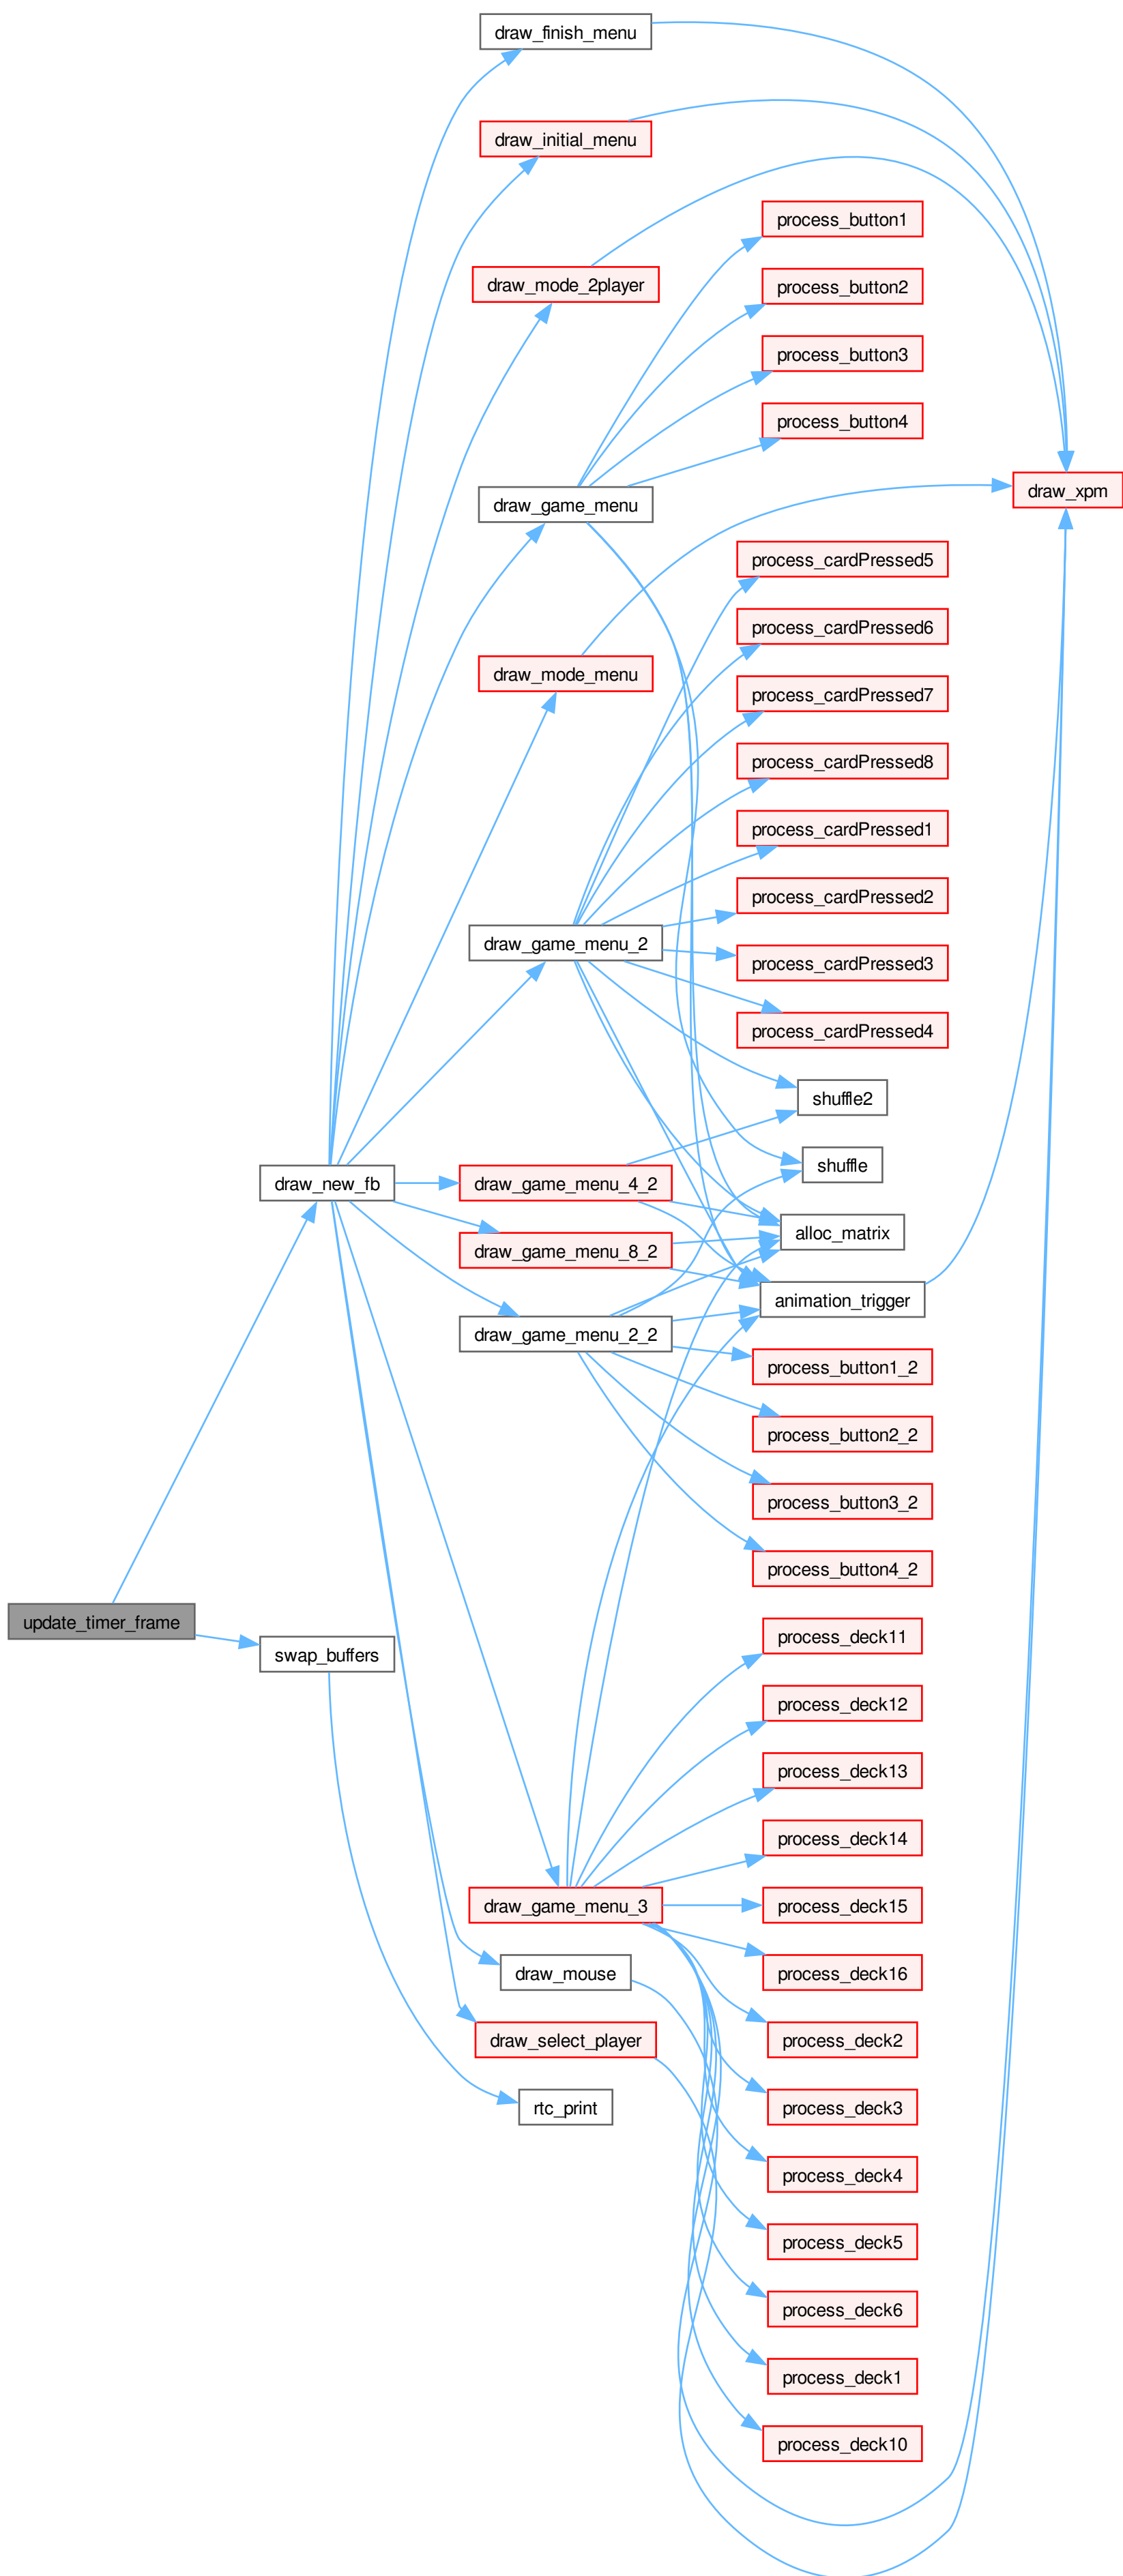 draw_finish_menu
draw_initial_menu
process_button1
draw_mode_2player
process_button2
process_button3
process_button4
draw_xpm
draw_game_menu
process_cardPressed5
process_cardPressed6
draw_mode_menu
process_cardPressed7
process_cardPressed8
process_cardPressed1
process_cardPressed2
draw_game_menu_2
process_cardPressed3
process_cardPressed4
shuffle2
shuffle
draw_new_fb
draw_game_menu_4_2
alloc_matrix
draw_game_menu_8_2
animation_trigger
draw_game_menu_2_2
process_button1_2
process_button2_2
process_button3_2
process_button4_2
update_timer_frame
process_deck11
swap_buffers
process_deck12
process_deck13
process_deck14
draw_game_menu_3
process_deck15
draw_mouse
process_deck16
draw_select_player
process_deck2
rtc_print
process_deck3
process_deck4
process_deck5
process_deck6
process_deck1
process_deck10